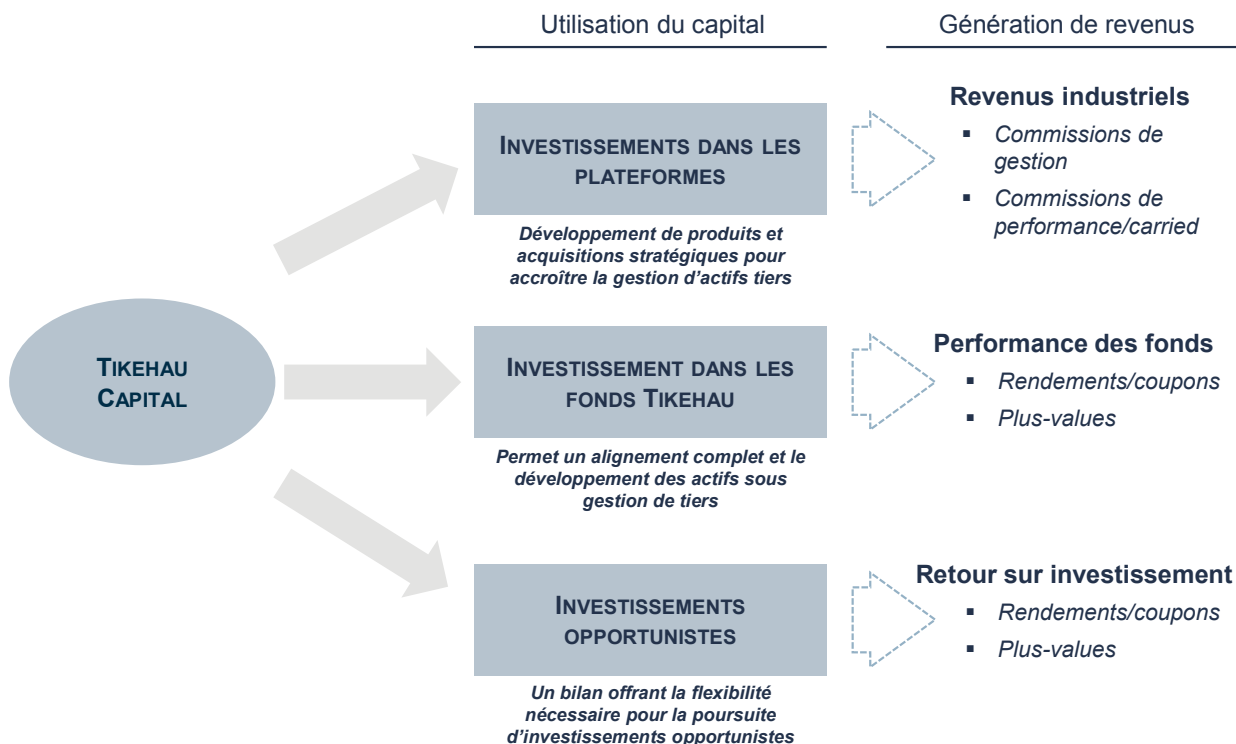 Utilisation du capital
Génération de revenus
INVESTISSEMENTS DANS LES
PLATEFORMES
Développement de produits et
acquisitions stratégiques pour
accroître la gestion d'actifs tiers
Revenus industriels
▪ Commissions de
gestion
▪ Commissions de
performance/carried
TIKEHAU
CAPITAL
INVESTISSEMENT DANS LES
FONDS TIKEHAU
Permet un alignement complet et le
développement des actifs sous
gestion de tiers
Performance des fonds
▪ Rendements/coupons
▪ Plus-values
INVESTISSEMENTS
OPPORTUNISTES
Un bilan offrant la flexibilité
nécessaire pour la poursuite
d'investissements opportunistes
Retour sur investissement
▪ Rendements/coupons
▪ Plus-values